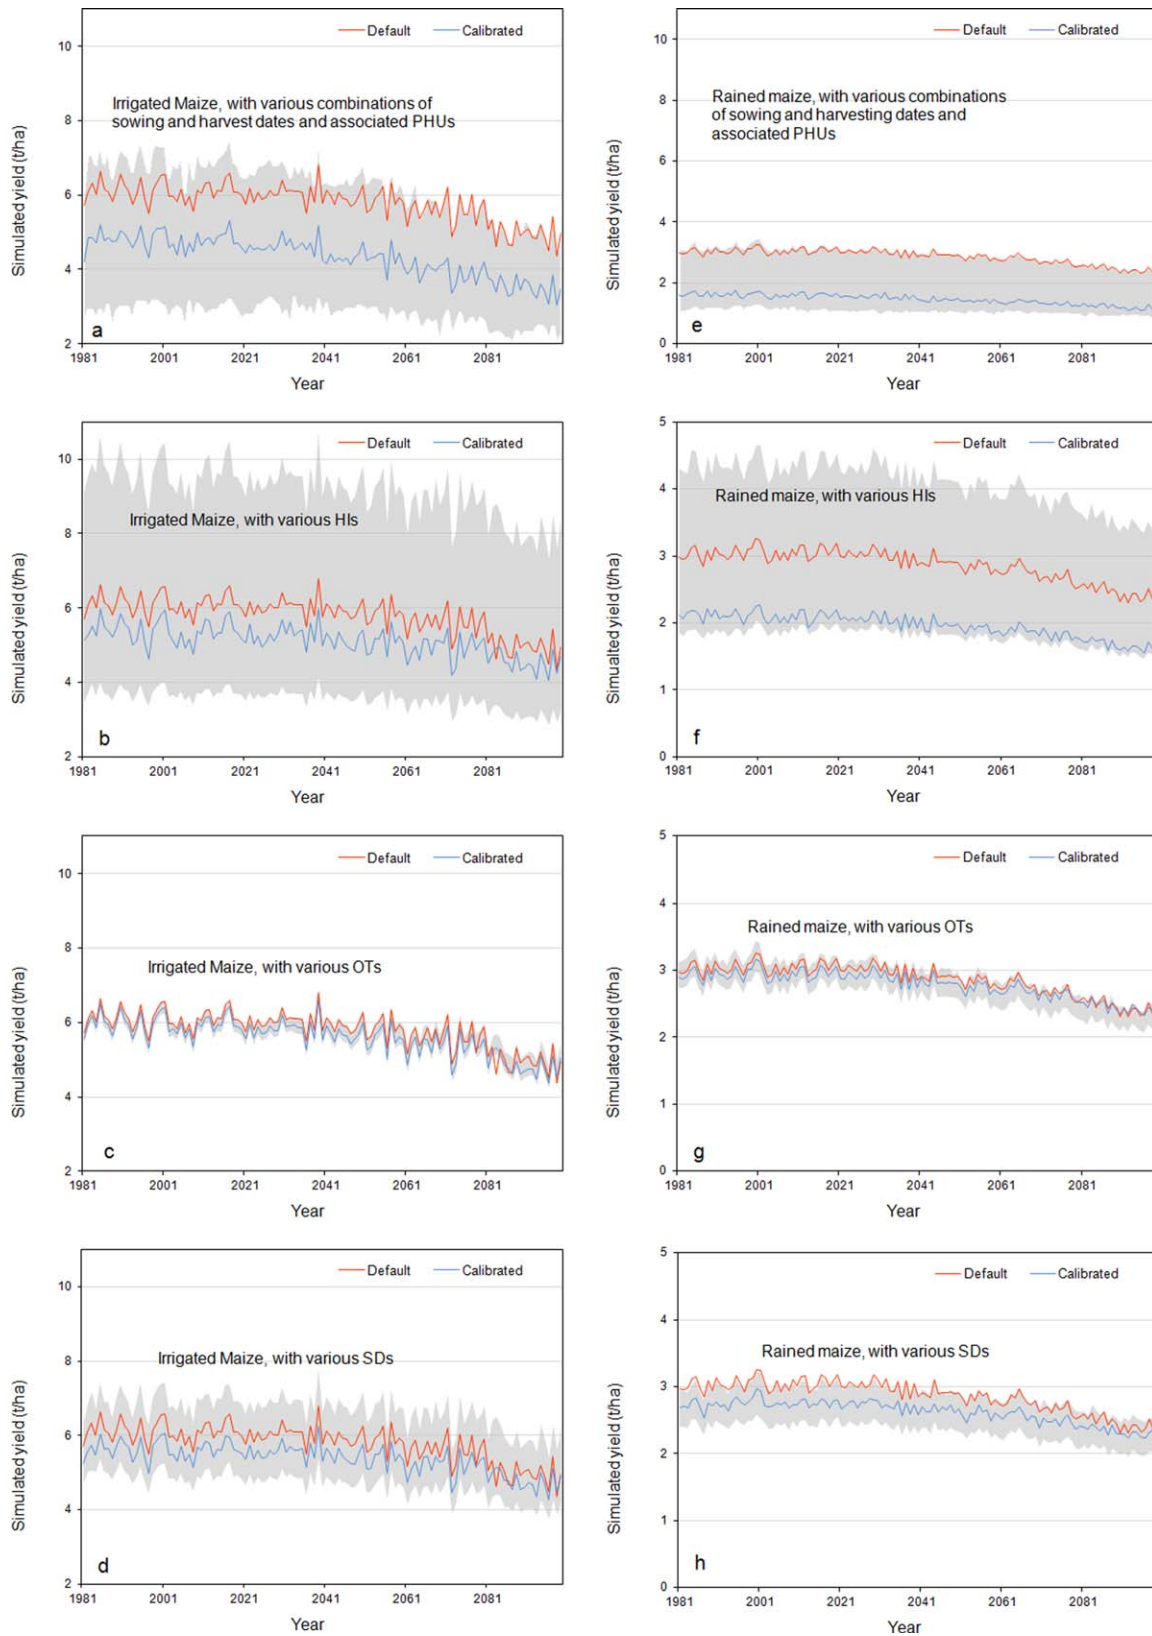 Default Calibrated
Simulated yield (t/ha)
10
8
6
4
2
Irrigated Maize, with various combinations of
sowing and harvest dates and associated PHUs
a
1981 2001 2021 2041 2061 2081
Year
Default Calibrated
Simulated yield (t/ha)
10
8
6
4
2
0
Rained maize, with various combinations
of sowing and harvesting dates and
associated PHUs
e
1981 2001 2021 2041 2061 2081
Year
Default Calibrated
Simulated yield (t/ha)
10
8
6
4
2
Irrigated Maize, with various HIs
b
1981 2001 2021 2041 2061 2081
Year
Default Calibrated
Simualted yield (t/ha)
5
4
3
2
1
0
Rained maize, with various HIs
f
1981 2001 2021 2041 2061 2081
Year
Default Calibrated
Simulated yield (t/ha)
10
8
6
4
2
Irrigated Maize, with various OTs
c
1981 2001 2021 2041 2061 2081
Year
Default Calibrated
Simulated yield (t/ha)
5
4
3
2
1
0
Rained maize, with various OTs
g
1981 2001 2021 2041 2061 2081
Year
Default Calibrated
Simulated yield (t/ha)
10
8
6
4
2
Irrigated Maize, with various SDs
d
1981 2001 2021 2041 2061 2081
Year
Default Calibrated
Simulated yield (t/ha)
5
4
3
2
1
0
Rained maize, with various SDs
h
1981 2001 2021 2041 2061 2081
Year